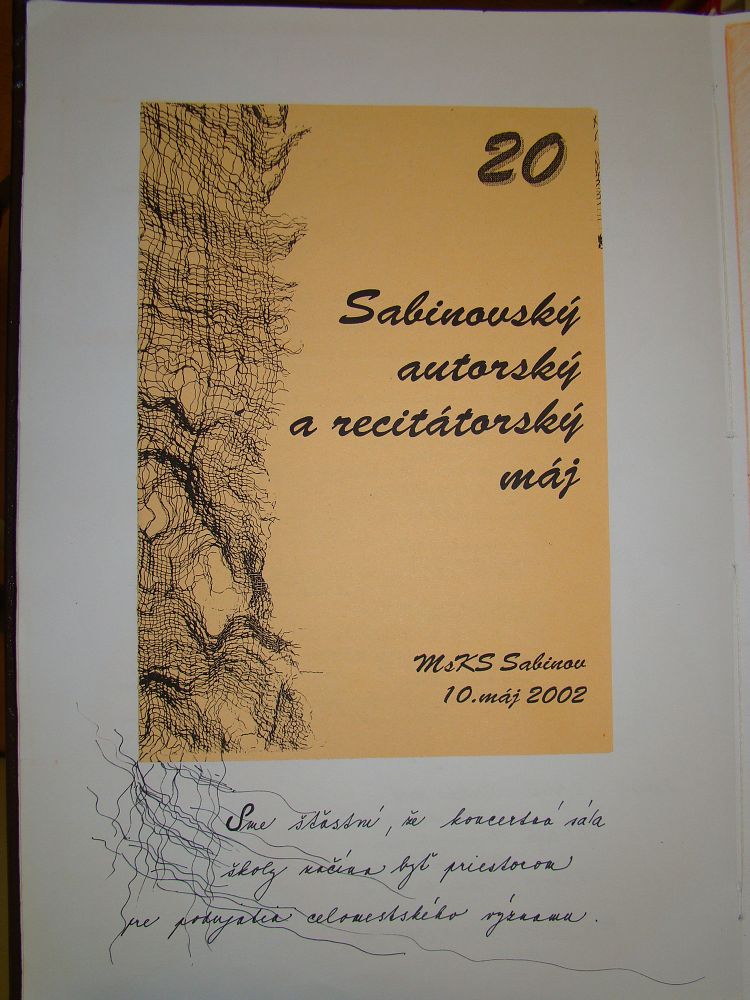 20
Sabinovský
autorský
a recitátorský
máj
MsKS Sabinov
10.máj 2002
Sme šťastní, že koncertná sála
školy začína byť priestorom
pre podujatia celomestského významu.